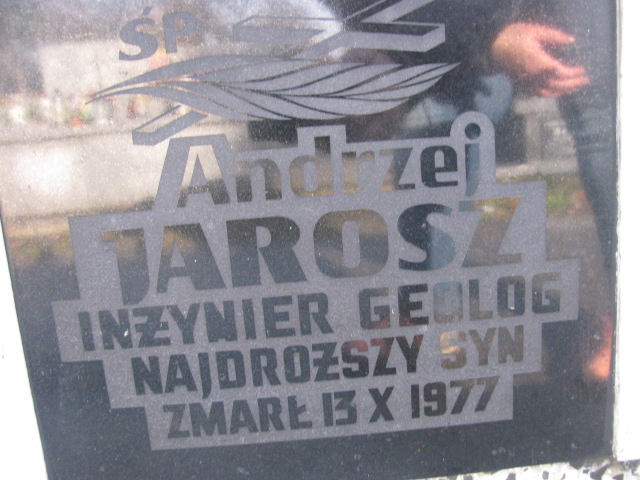 ŚP
Andrzej
JAROSZ
INŻYNIER GEOLOG
NAJDROŻSZY SYN
ZMARŁ 13 X 1977